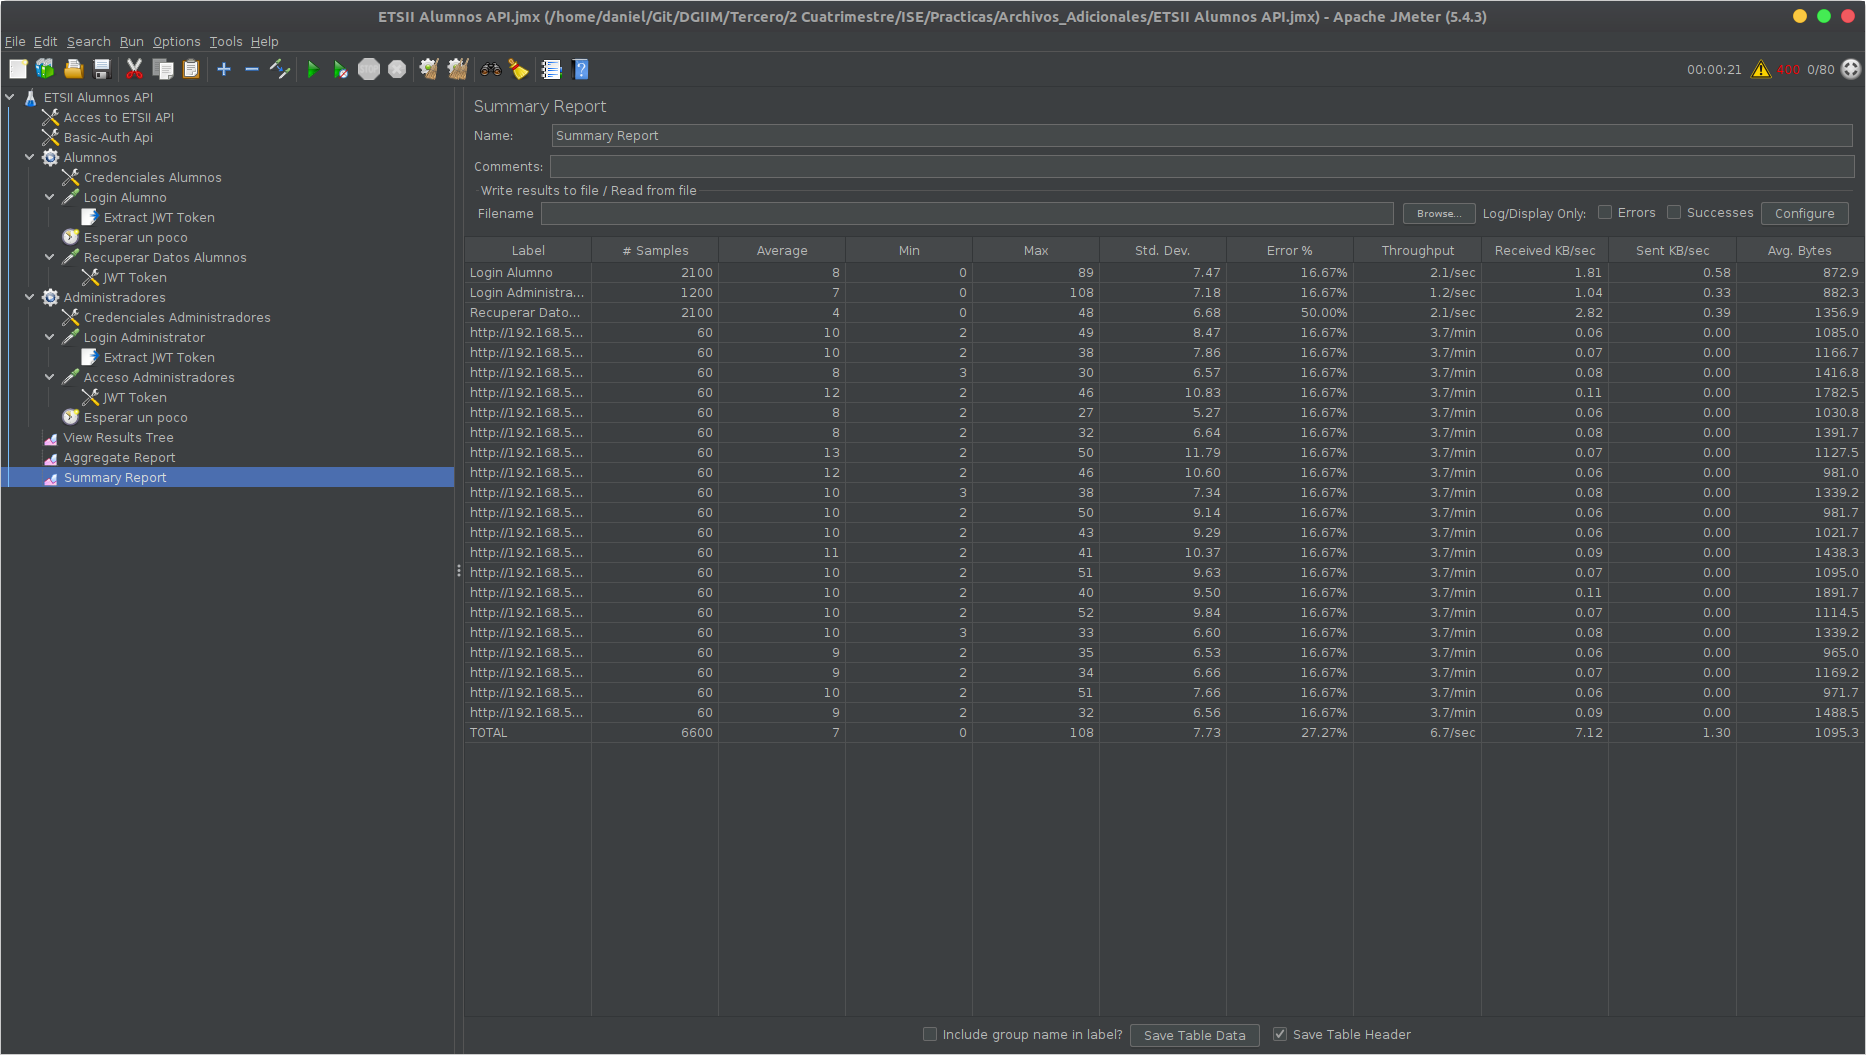 ETSII Alumnos API.jmx (/home/daniel/Git/DGIIM/Tercero/2 Cuatrimestre/ISE/Practicas/Archivos_Adicionales/ETSII Alumnos API.jmx) - Apache JMeter (5.4.3)
File Edit Search Run Options Tools Help
STOP
00:00:21 400 0/80
ETSII Alumnos API
Acces to ETSII API
Basic-Auth Api
Alumnos
Credenciales Alumnos
Login Alumno
Extract JWT Token
Esperar un poco
Recuperar Datos Alumnos
JWT Token
Administradores
Credenciales Administradores
Login Administrator
Extract JWT Token
Acceso Administradores
JWT Token
Esperar un poco
View Results Tree
Aggregate Report
Summary Report
Summary Report
Name: Summary Report
Comments:
Write results to file / Read from file
Filename Browse... Log/Display Only: Errors Successes Configure
Label # Samples Average Min Max Std. Dev. Error % Throughput Received KB/sec Sent KB/sec Avg. Bytes
Login Alumno 2100 8 0 89 7.47 16.67% 2.1/sec 1.81 0.58 872.9
Login Administra... 1200 7 0 108 7.18 16.67% 1.2/sec 1.04 0.33 882.3
Recuperar Dato... 2100 4 0 48 6.68 50.00% 2.1/sec 2.82 0.39 1356.9
http://192.168.5... 60 10 2 49 8.47 16.67% 3.7/min 0.06 0.00 1085.0
http://192.168.5... 60 10 2 38 7.86 16.67% 3.7/min 0.07 0.00 1166.7
http://192.168.5... 60 8 3 30 6.57 16.67% 3.7/min 0.08 0.00 1416.8
http://192.168.5... 60 12 2 46 10.83 16.67% 3.7/min 0.11 0.00 1782.5
http://192.168.5... 60 8 2 27 5.27 16.67% 3.7/min 0.06 0.00 1030.8
http://192.168.5... 60 8 2 32 6.64 16.67% 3.7/min 0.08 0.00 1391.7
http://192.168.5... 60 13 2 50 11.79 16.67% 3.7/min 0.07 0.00 1127.5
http://192.168.5... 60 12 2 46 10.60 16.67% 3.7/min 0.06 0.00 981.0
http://192.168.5... 60 10 3 38 7.34 16.67% 3.7/min 0.08 0.00 1339.2
http://192.168.5... 60 10 2 50 9.14 16.67% 3.7/min 0.06 0.00 981.7
http://192.168.5... 60 10 2 43 9.29 16.67% 3.7/min 0.06 0.00 1021.7
http://192.168.5... 60 11 2 41 10.37 16.67% 3.7/min 0.09 0.00 1438.3
http://192.168.5... 60 10 2 51 9.63 16.67% 3.7/min 0.07 0.00 1095.0
http://192.168.5... 60 10 2 40 9.50 16.67% 3.7/min 0.11 0.00 1891.7
http://192.168.5... 60 10 2 52 9.84 16.67% 3.7/min 0.07 0.00 1114.5
http://192.168.5... 60 10 3 33 6.60 16.67% 3.7/min 0.08 0.00 1339.2
http://192.168.5... 60 9 2 35 6.53 16.67% 3.7/min 0.06 0.00 965.0
http://192.168.5... 60 9 2 34 6.66 16.67% 3.7/min 0.07 0.00 1169.2
http://192.168.5... 60 10 2 51 7.66 16.67% 3.7/min 0.06 0.00 971.7
http://192.168.5... 60 9 2 32 6.56 16.67% 3.7/min 0.09 0.00 1488.5
TOTAL 6600 7 0 108 7.73 27.27% 6.7/sec 7.12 1.30 1095.3
Include group name in label? Save Table Data Save Table Header